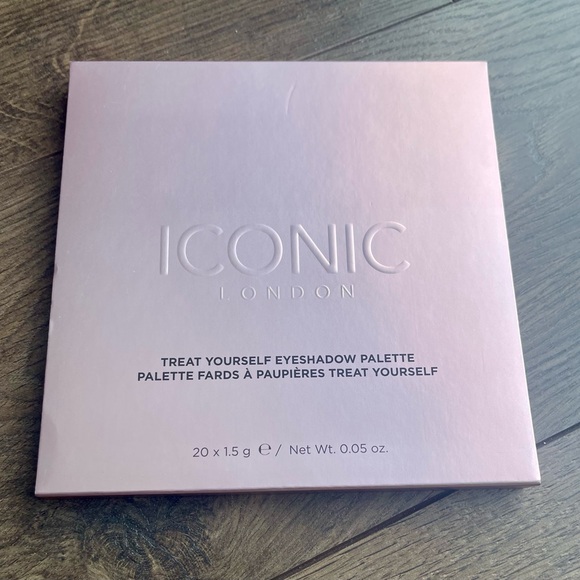 ICONIC
LONDON
TREAT YOURSELF EYESHADOW PALETTE
PALETTE FARDS À PAUPIÈRES TREAT YOURSELF
20 x 1.5 g ℮ / Net Wt. 0.05 oz.